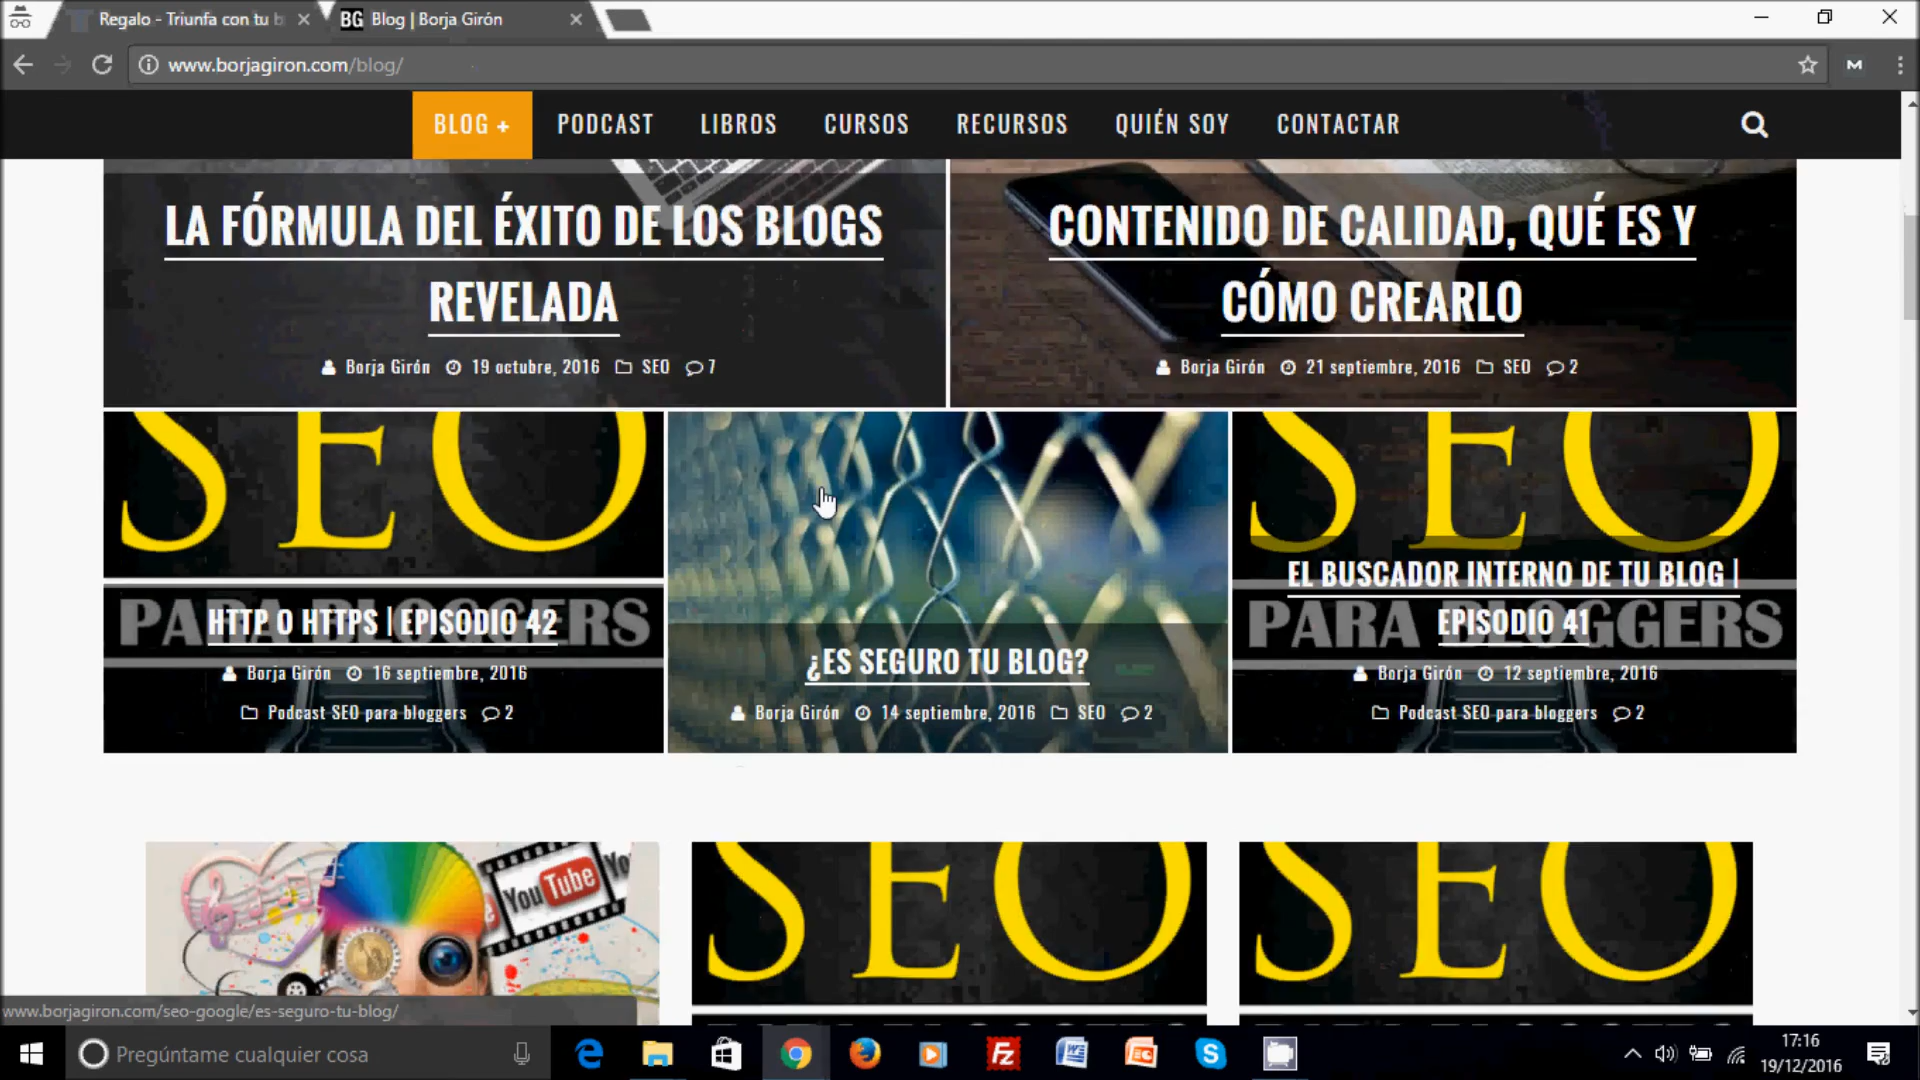 Regalo - Triunfa con tu b
BG Blog | Borja Girón
www.borjagiron.com/blog/
M
BLOG +
PODCAST
LIBROS
CURSOS
RECURSOS
QUIÉN SOY
CONTACTAR
LA FÓRMULA DEL ÉXITO DE LOS BLOGS
REVELADA
Borja Girón 19 octubre, 2016 SEO 7
CONTENIDO DE CALIDAD, QUÉ ES Y
CÓMO CREARLO
Borja Girón 21 septiembre, 2016 SEO 2
SEO
PARA BLOGGERS
HTTP O HTTPS | EPISODIO 42
Borja Girón 16 septiembre, 2016
Podcast SEO para bloggers 2
¿ES SEGURO TU BLOG?
Borja Girón 14 septiembre, 2016 SEO 2
SEO
EL BUSCADOR INTERNO DE TU BLOG |
PARA BLOGGERS
EPISODIO 41
Borja Girón 12 septiembre, 2016
Podcast SEO para bloggers 2
YouTube
Yo
SEO
SEO
www.borjagiron.com/seo-google/es-seguro-tu-blog/
Pregúntame cualquier cosa
17:16
19/12/2016